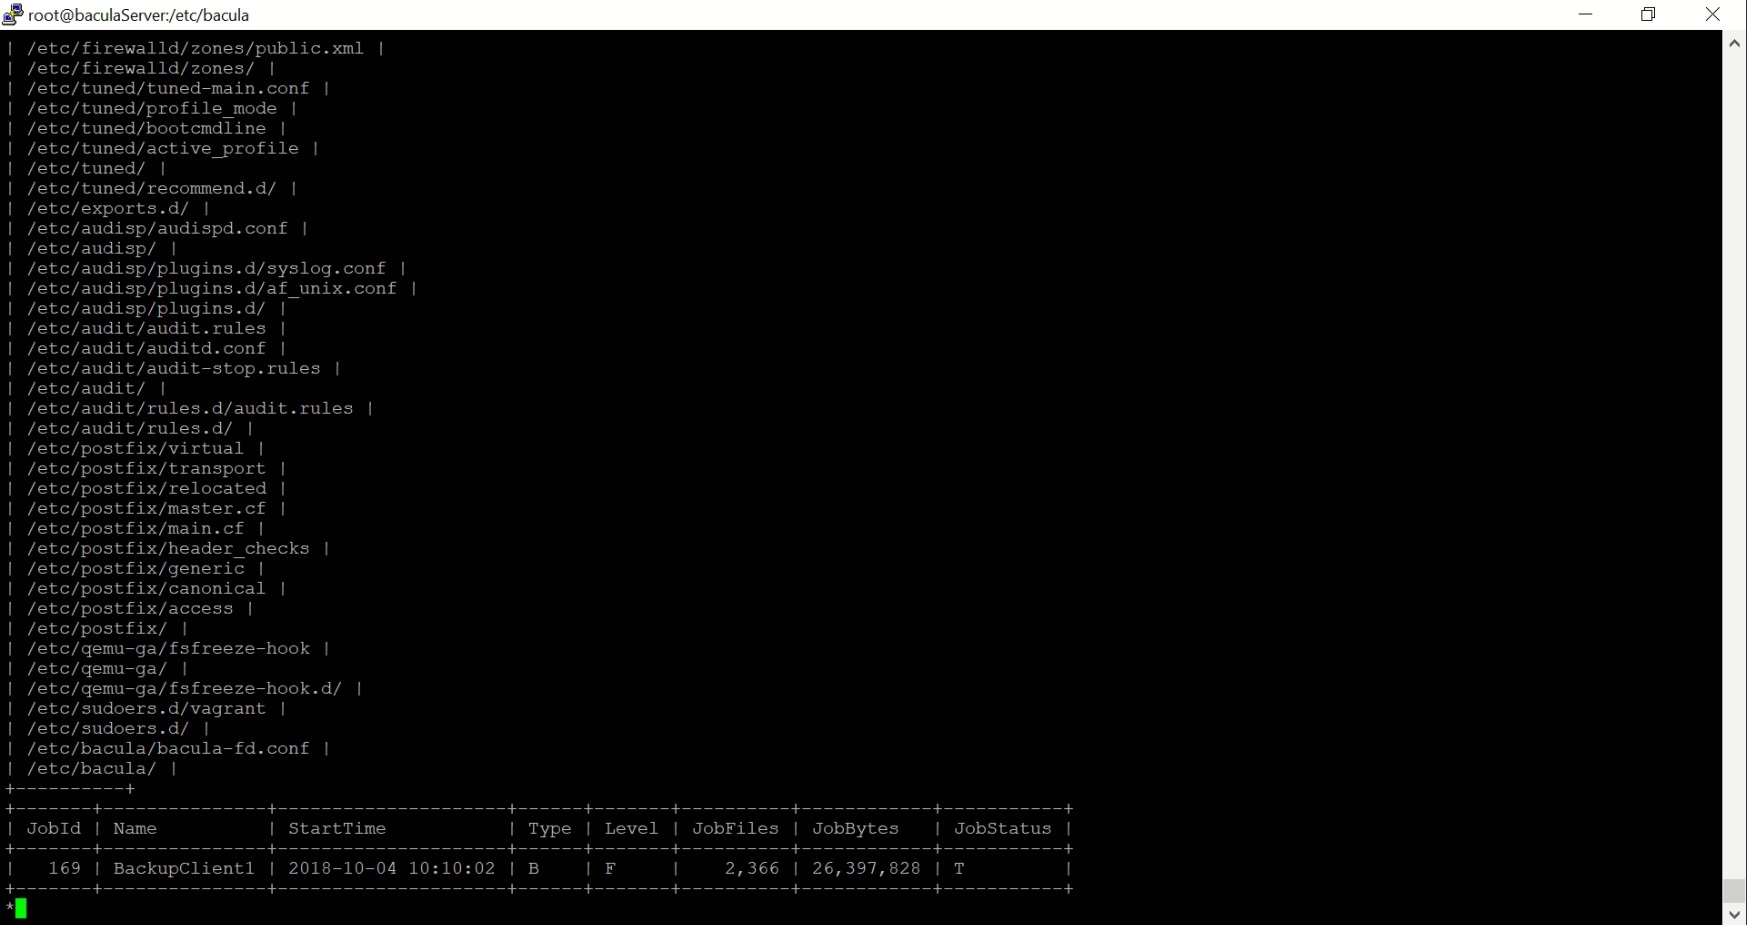 root@baculaServer:/etc/bacula
| /etc/firewalld/zones/public.xml |
| /etc/firewalld/zones/ |
| /etc/tuned/tuned-main.conf |
| /etc/tuned/profile_mode |
| /etc/tuned/bootcmdline |
| /etc/tuned/active_profile |
| /etc/tuned/ |
| /etc/tuned/recommend.d/ |
| /etc/exports.d/ |
| /etc/audisp/audispd.conf |
| /etc/audisp/ |
| /etc/audisp/plugins.d/syslog.conf |
| /etc/audisp/plugins.d/af_unix.conf |
| /etc/audisp/plugins.d/ |
| /etc/audit/audit.rules |
| /etc/audit/auditd.conf |
| /etc/audit/audit-stop.rules |
| /etc/audit/ |
| /etc/audit/rules.d/audit.rules |
| /etc/audit/rules.d/ |
| /etc/postfix/virtual |
| /etc/postfix/transport |
| /etc/postfix/relocated |
| /etc/postfix/master.cf |
| /etc/postfix/main.cf |
| /etc/postfix/header_checks |
| /etc/postfix/generic |
| /etc/postfix/canonical |
| /etc/postfix/access |
| /etc/postfix/ |
| /etc/qemu-ga/fsfreeze-hook |
| /etc/qemu-ga/ |
| /etc/qemu-ga/fsfreeze-hook.d/ |
| /etc/sudoers.d/vagrant |
| /etc/sudoers.d/ |
| /etc/bacula/bacula-fd.conf |
| /etc/bacula/ |
+----------+
+-------+---------------+---------------------+------+-------+----------+------------+-----------+
| JobId | Name          | StartTime           | Type | Level | JobFiles | JobBytes   | JobStatus |
+-------+---------------+---------------------+------+-------+----------+------------+-----------+
|   169 | BackupClient1 | 2018-10-04 10:10:02 | B    | F     |    2,366 | 26,397,828 | T         |
+-------+---------------+---------------------+------+-------+----------+------------+-----------+
*